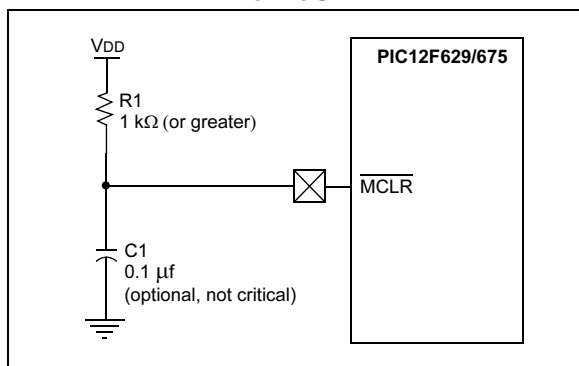 VDD
PIC12F629/675
R1
1 kΩ (or greater)
MCLR
C1
0.1 μf
(optional, not critical)